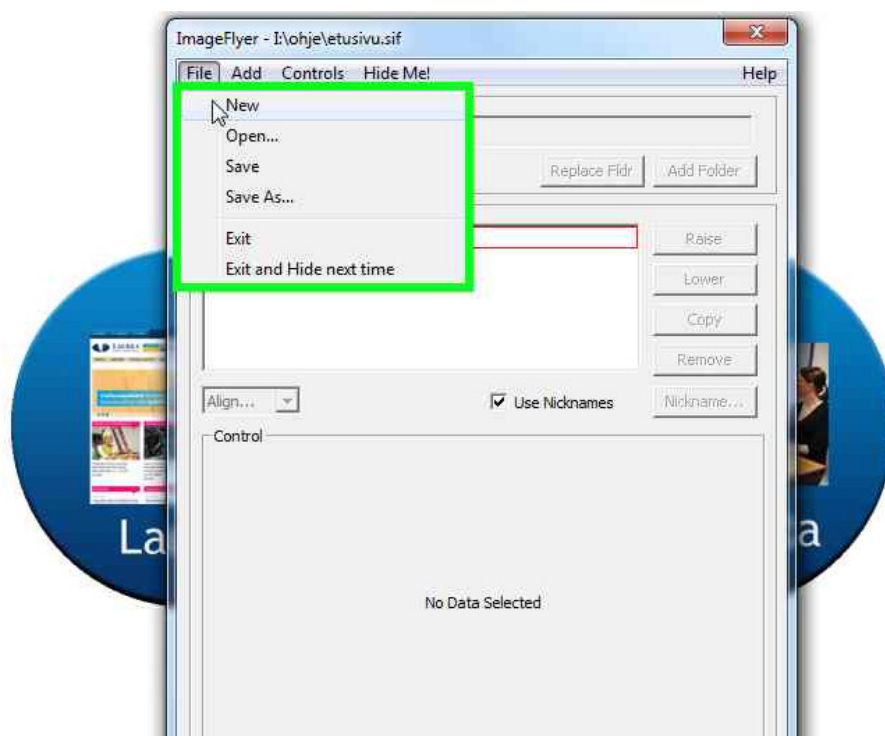 ImageFlyer - I:\ohje\etusivu.sif
File Add Controls Hide Me! Help
New
Open...
Save
Save As...
Exit
Exit and Hide next time
Replace Fldr Add Folder
Raise
Lower
Copy
Remove
Align... Use Nicknames Nickname...
Control
No Data Selected
LAUREA
La
a